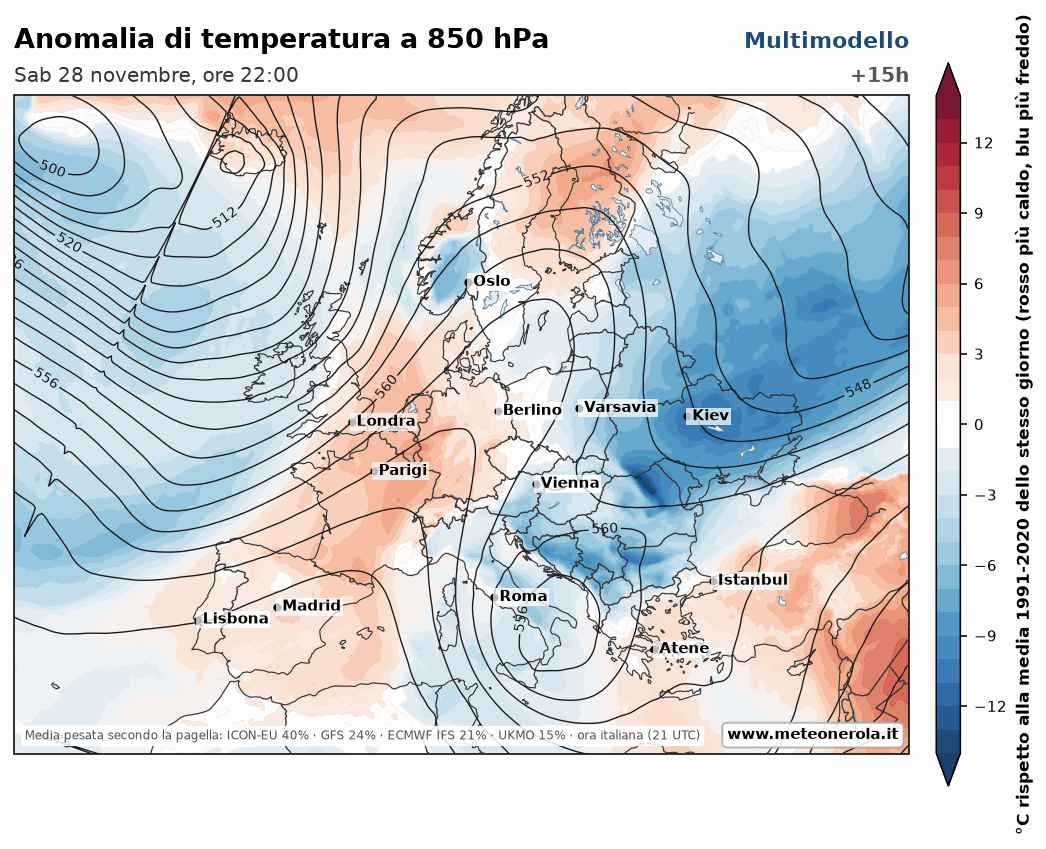 Anomalia di temperatura a 850 hPa
Multimodello
Sab 28 novembre, ore 22:00
+15h
500
512
520
552
Oslo
556
560
548
Berlino
Varsavia
Kiev
Londra
Parigi
Vienna
560
Istanbul
Roma
Madrid
Lisbona
556
Atene
Media pesata secondo la pagella: ICON-EU 40% · GFS 24% · ECMWF IFS 21% · UKMO 15% · ora italiana (21 UTC)
www.meteonerola.it
12
9
6
3
0
−3
−6
−9
−12
°C rispetto alla media 1991-2020 dello stesso giorno (rosso più caldo, blu più freddo)